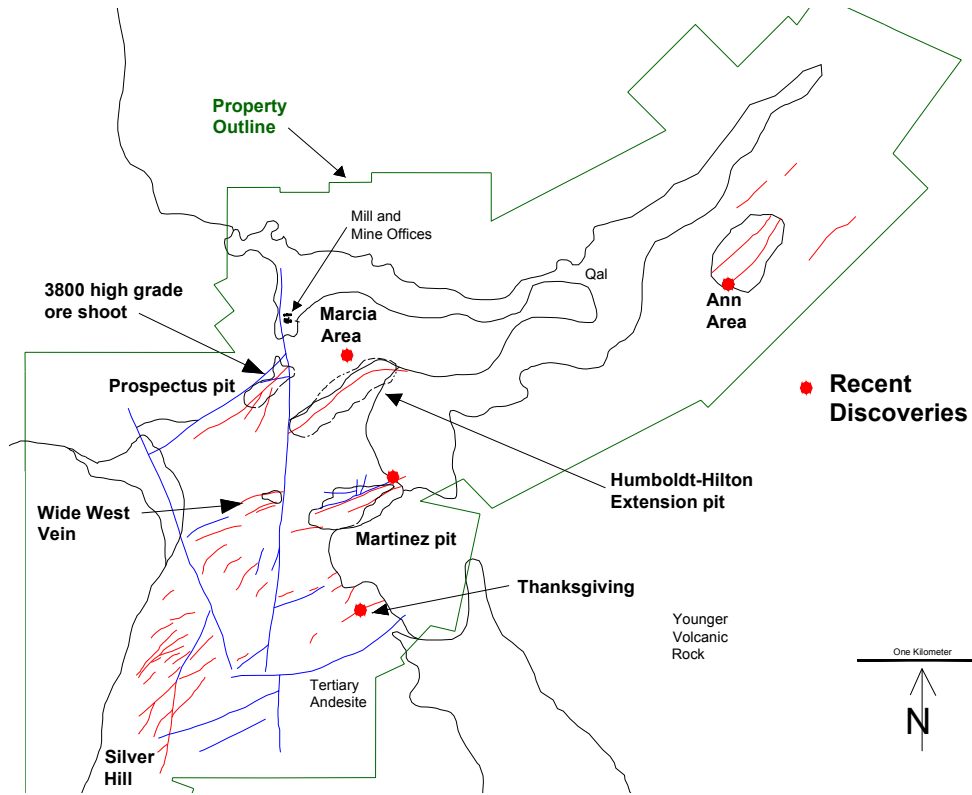 Property
Outline
Mill and
Mine Offices
Qal
3800 high grade
ore shoot
Marcia
Area
Ann
Area
Prospectus pit
Recent
Discoveries
Humboldt-Hilton
Extension pit
Wide West
Vein
Martinez pit
Thanksgiving
Younger
Volcanic
Rock
One Kilometer
Tertiary
Andesite
N
Silver
Hill